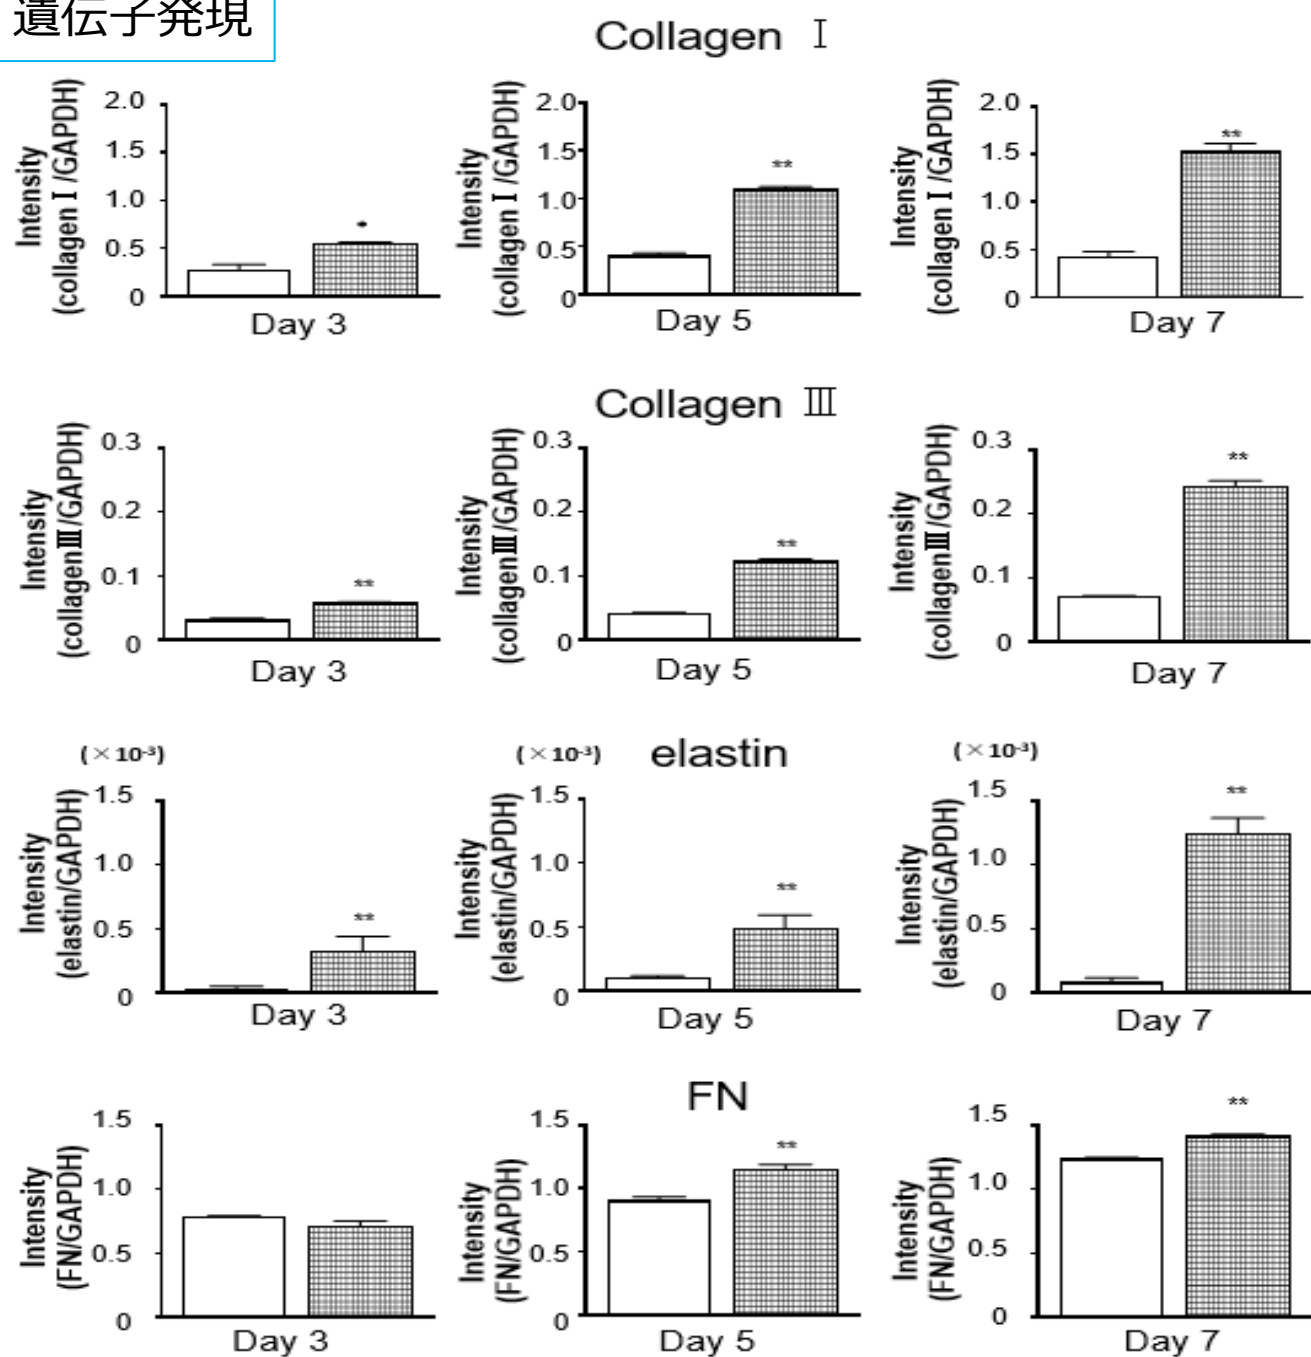 遺伝子発現
Collagen Ⅰ
Intensity
(collagenⅠ/GAPDH)
2.0
1.5
1.0
0.5
0
*
Day 3
Intensity
(collagenⅠ/GAPDH)
2.0
1.5
1.0
0.5
0
**
Day 5
Intensity
(collagenⅠ/GAPDH)
2.0
1.5
1.0
0.5
0
**
Day 7
Collagen Ⅲ
Intensity
(collagenⅢ/GAPDH)
0.3
0.2
0.1
0
**
Day 3
Intensity
(collagenⅢ/GAPDH)
0.3
0.2
0.1
0
**
Day 5
Intensity
(collagenⅢ/GAPDH)
0.3
0.2
0.1
0
**
Day 7
elastin
(×10-3)
Intensity
(elastin/GAPDH)
1.5
1.0
0.5
0
**
Day 3
(×10-3)
Intensity
(elastin/GAPDH)
1.5
1.0
0.5
0
**
Day 5
(×10-3)
Intensity
(elastin/GAPDH)
1.5
1.0
0.5
0
**
Day 7
FN
Intensity
(FN/GAPDH)
1.5
1.0
0.5
0
Day 3
Intensity
(FN/GAPDH)
1.5
1.0
0.5
0
**
Day 5
Intensity
(FN/GAPDH)
1.5
1.0
0.5
0
**
Day 7